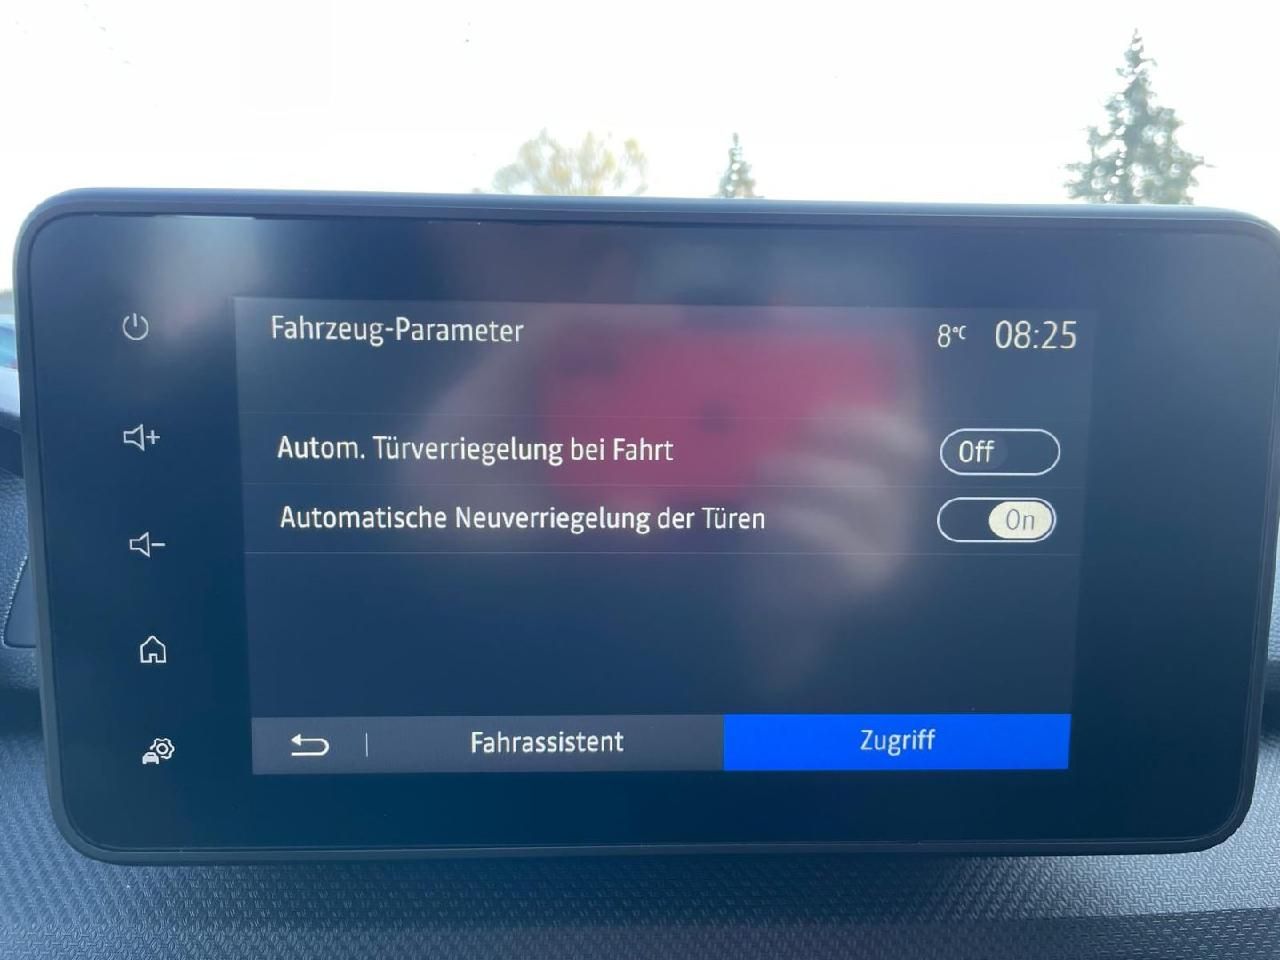 Fahrzeug-Parameter 8°C 08:25
Autom. Türverriegelung bei Fahrt Off
Automatische Neuverriegelung der Türen On
Fahrassistent Zugriff